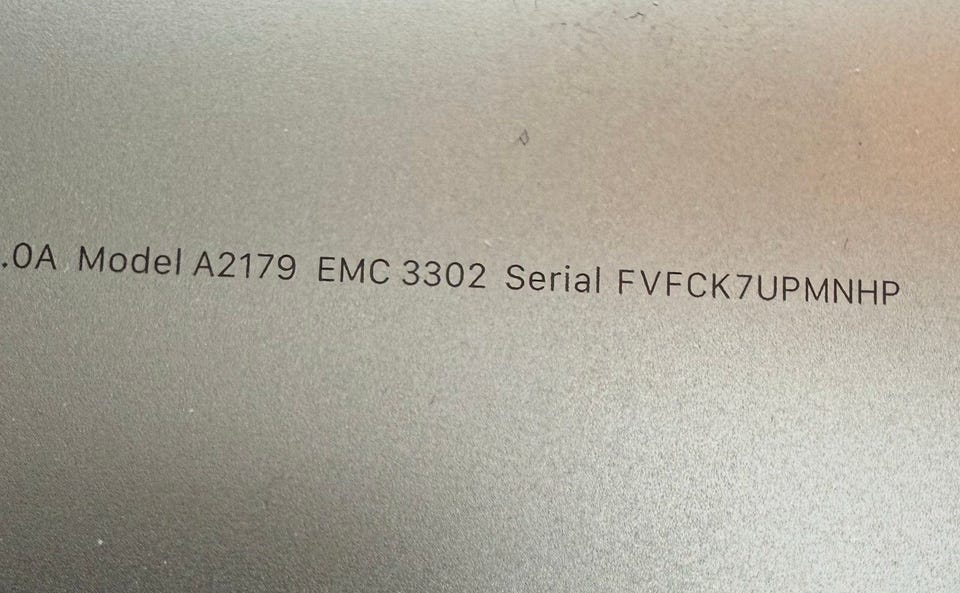 .0A Model A2179 EMC 3302 Serial FVFCK7UPMNHP